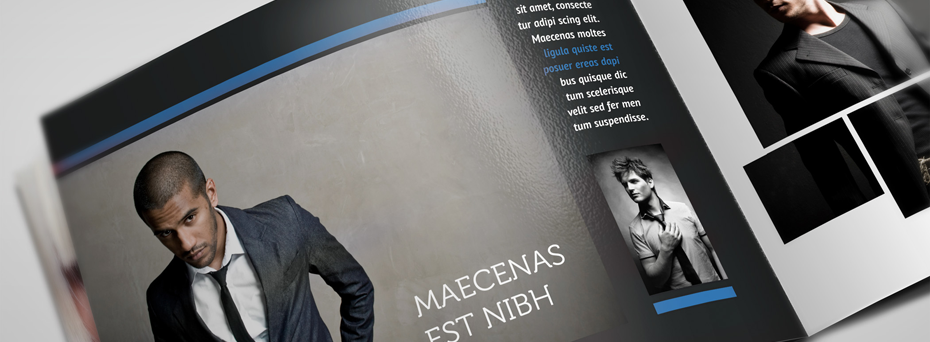 sit amet, consecte
tur adipi scing elit.
Maecenas moltes
ligula quiste est
posuer ereas dapi
bus quisque dic
tum scelerisque
velit sed fer men
tum suspendisse.
MAECENAS
EST NIBH